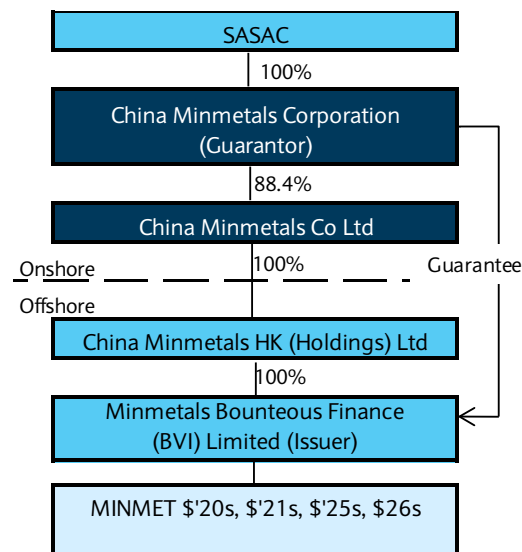 SASAC
100%
China Minmetals Corporation
(Guarantor)
88.4%
China Minmetals Co Ltd
Onshore
100%
Guarantee
Offshore
China Minmetals HK (Holdings) Ltd
100%
Minmetals Bounteous Finance
(BVI) Limited (Issuer)
MINMET $'20s, $'21s, $'25s, $26s